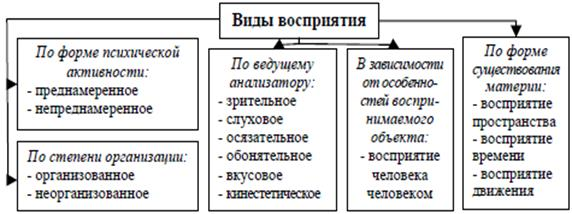 Виды восприятия
По форме психической
активности:
- преднамеренное
- непреднамеренное
По степени организации:
- организованное
- неорганизованное
По ведущему
анализатору:
- зрительное
- слуховое
- осязательное
- обонятельное
- вкусовое
- кинестетическое
В зависимости
от особенно-
стей воспри-
нимаемого
объекта:
- восприятие
человека
человеком
По форме
существования
материи:
- восприятие
пространства
- восприятие
времени
- восприятие
движения